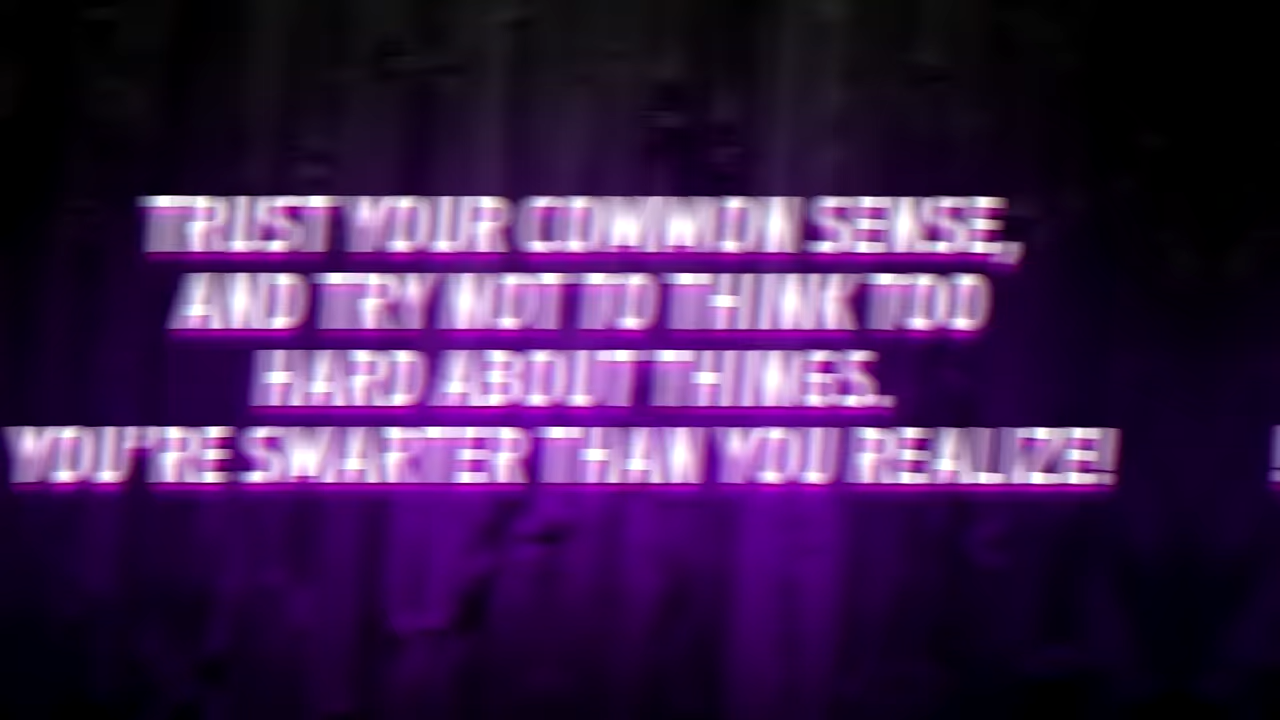 TRUST YOUR COMMON SENSE,
AND TRY NOT TO THINK TOO
HARD ABOUT THINGS.
YOU'RE SMARTER THAN YOU REALIZE!